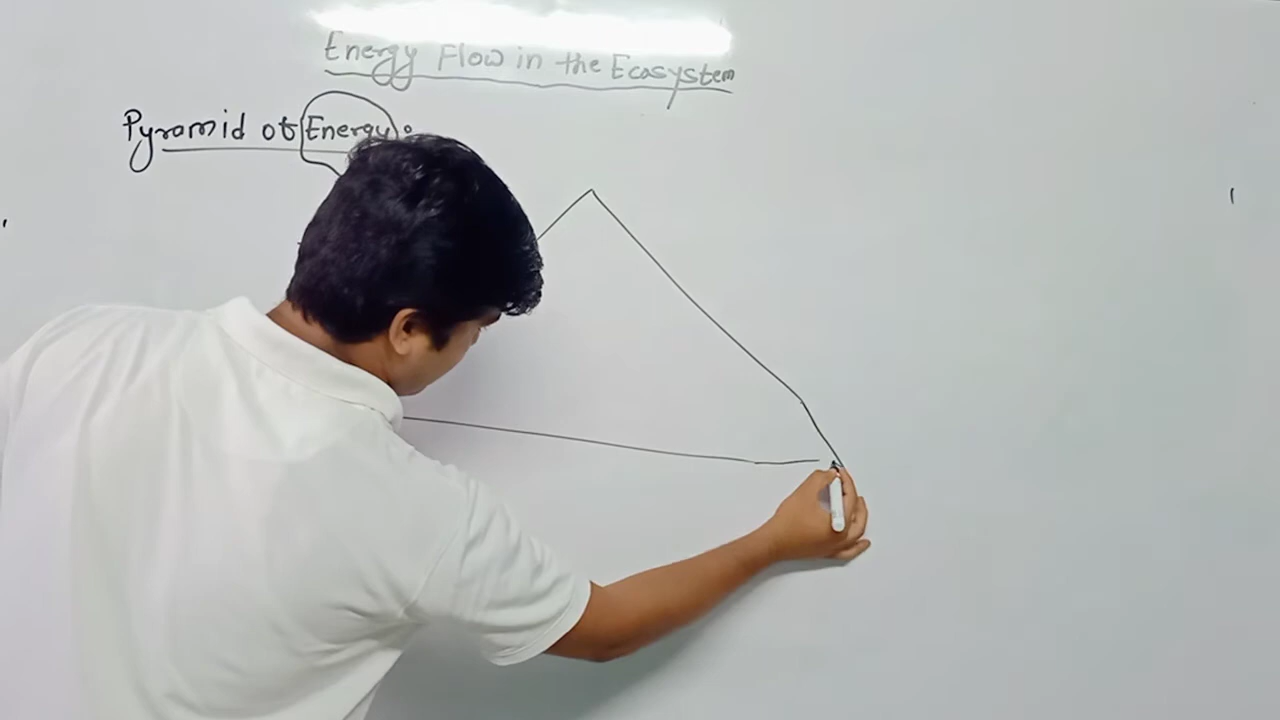 Energy Flow in the Ecosystem
Pyramid of Energy :